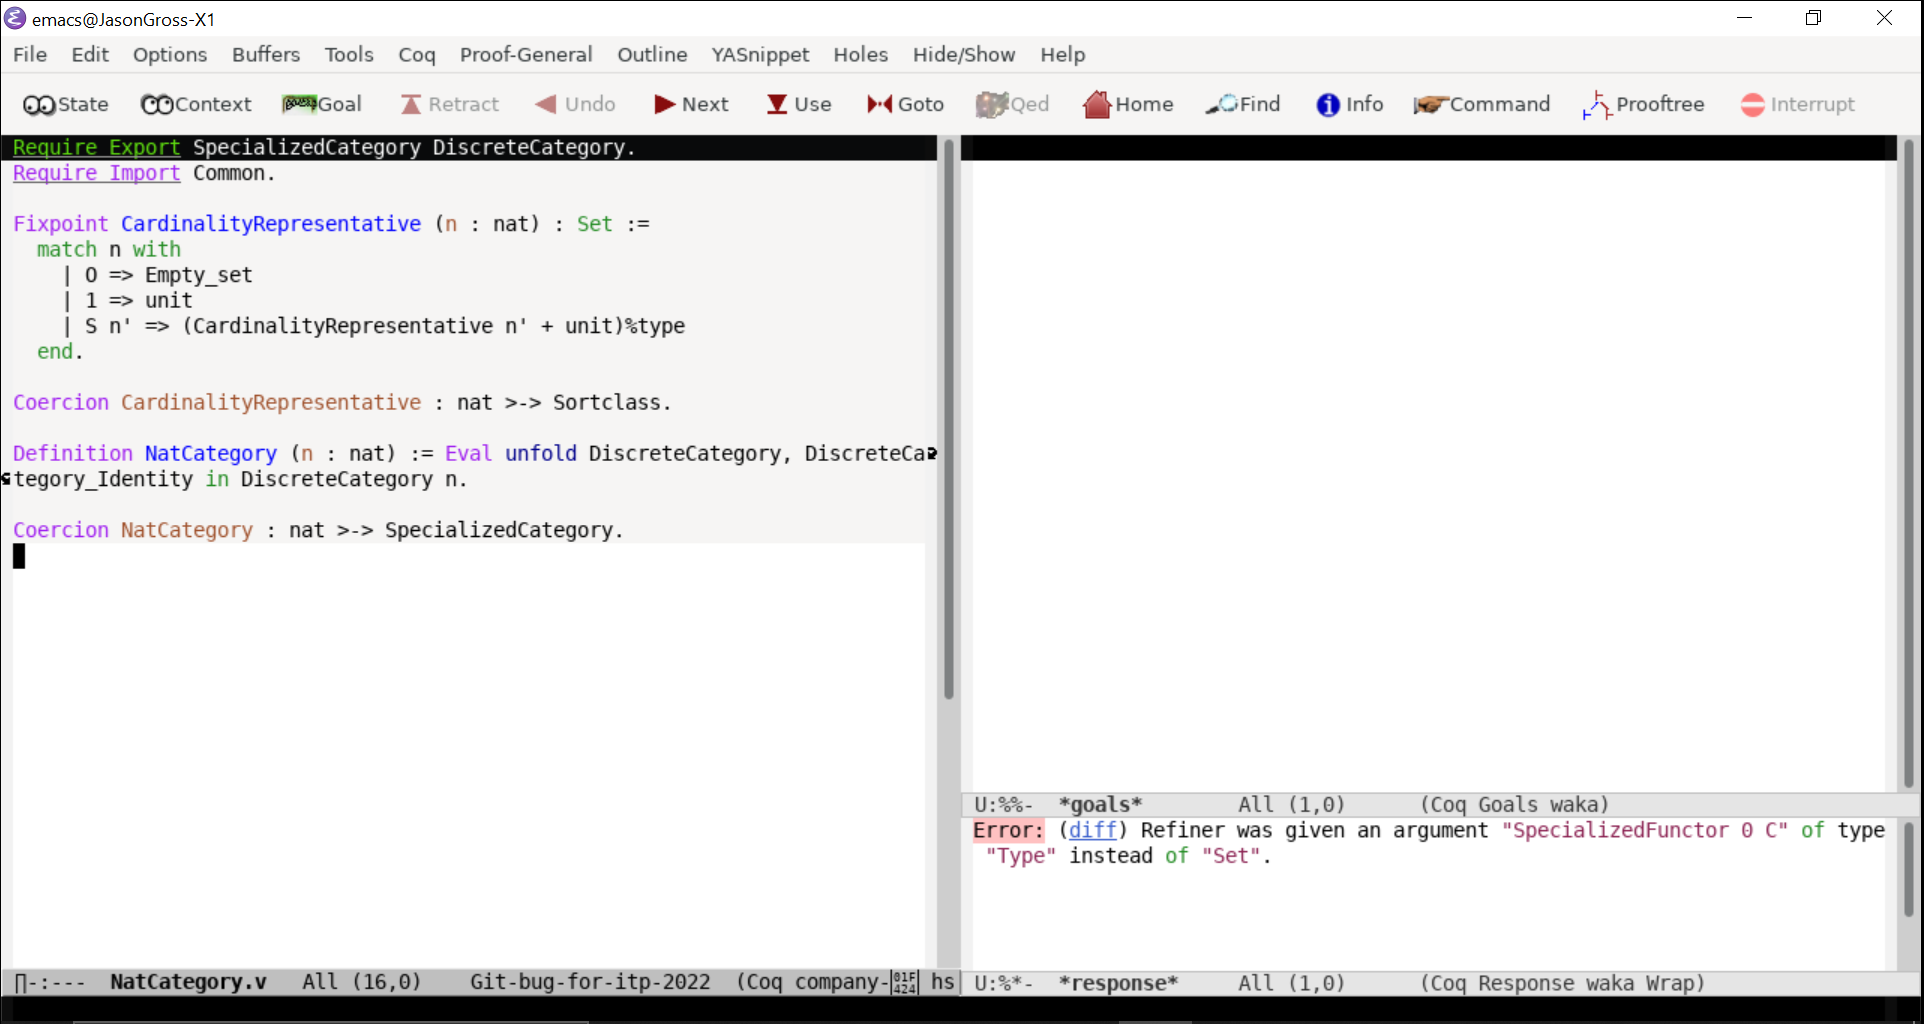 emacs@JasonGross-X1
File Edit Options Buffers Tools Coq Proof-General Outline YASnippet Holes Hide/Show Help
State Context Goal Retract Undo Next Use Goto Qed Home Find Info Command Prooftree Interrupt
Require Export SpecializedCategory DiscreteCategory.
Require Import Common.
Fixpoint CardinalityRepresentative (n : nat) : Set :=
  match n with
    | O => Empty_set
    | 1 => unit
    | S n' => (CardinalityRepresentative n' + unit)%type
  end.
Coercion CardinalityRepresentative : nat >-> Sortclass.
Definition NatCategory (n : nat) := Eval unfold DiscreteCategory, DiscreteCa
tegory_Identity in DiscreteCategory n.
Coercion NatCategory : nat >-> SpecializedCategory.
∏-:--- NatCategory.v All (16,0) Git-bug-for-itp-2022 (Coq company-01F424 hs
U:%%- *goals* All (1,0) (Coq Goals waka)
Error: (diff) Refiner was given an argument "SpecializedFunctor 0 C" of type
"Type" instead of "Set".
U:%*- *response* All (1,0) (Coq Response waka Wrap)